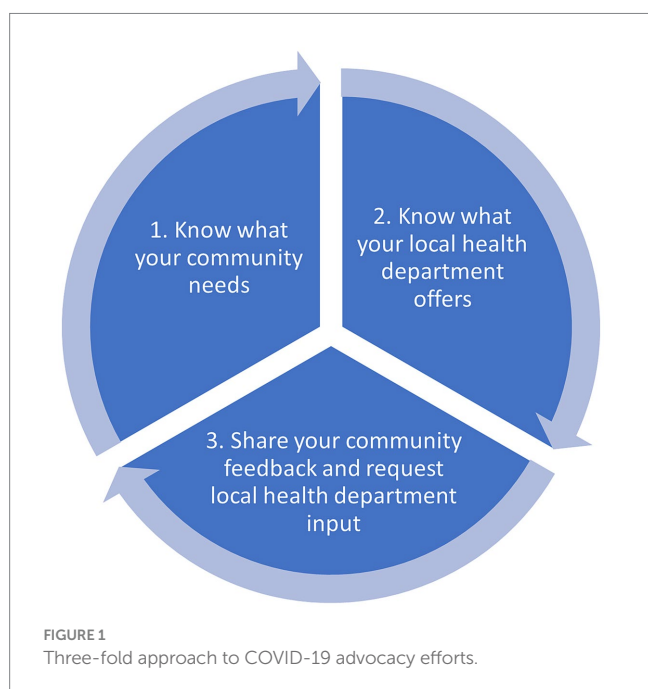 1. Know what
your community
needs
2. Know what
your local health
department
offers
3. Share your community
feedback and request
local health department
input
FIGURE 1
Three-fold approach to COVID-19 advocacy efforts.